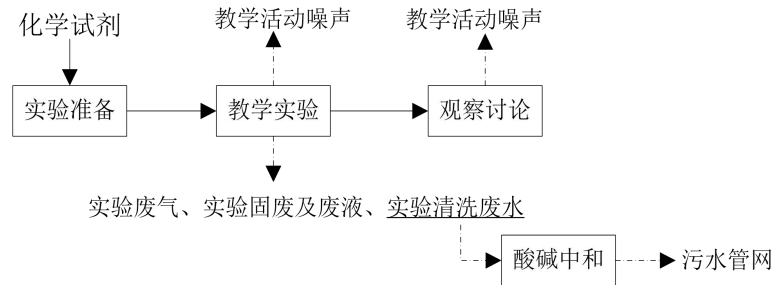 教学活动噪声
教学活动噪声
化学试剂
实验准备
教学实验
观察讨论
实验废气、实验固废及废液、实验清洗废水
酸碱中和
污水管网